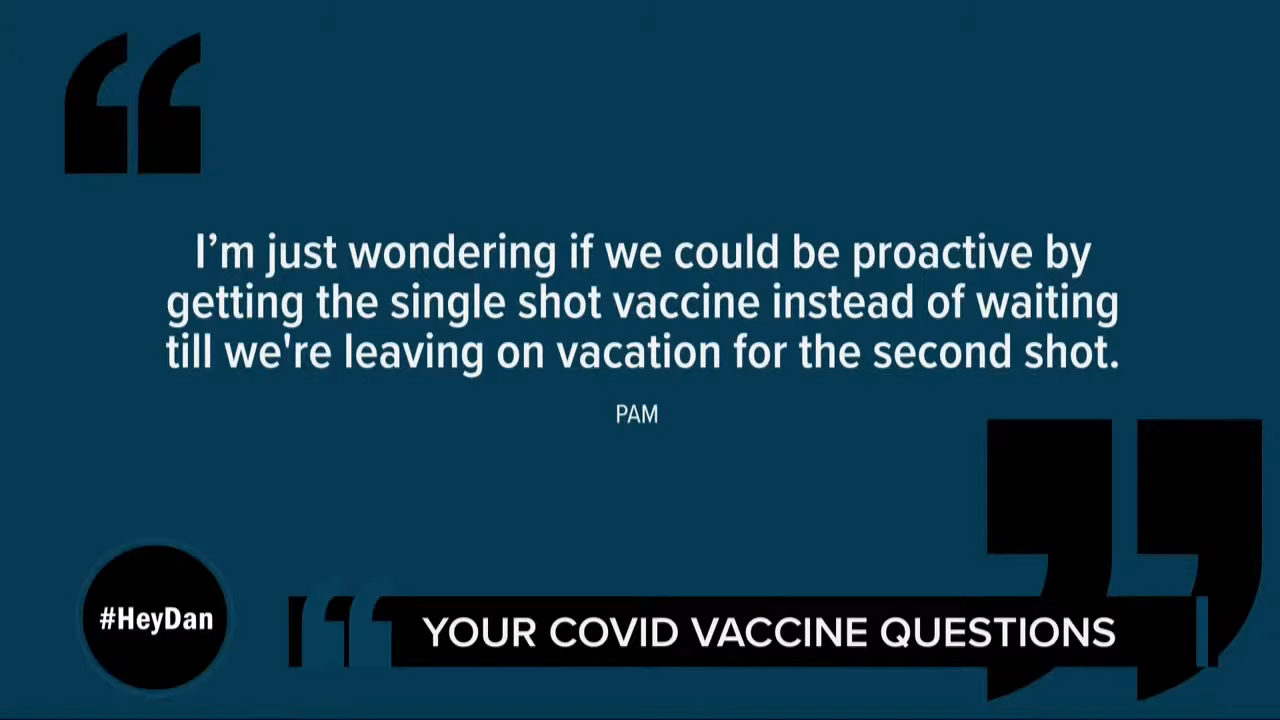 I’m just wondering if we could be proactive by
getting the single shot vaccine instead of waiting
till we're leaving on vacation for the second shot.
PAM
#HeyDan
YOUR COVID VACCINE QUESTIONS